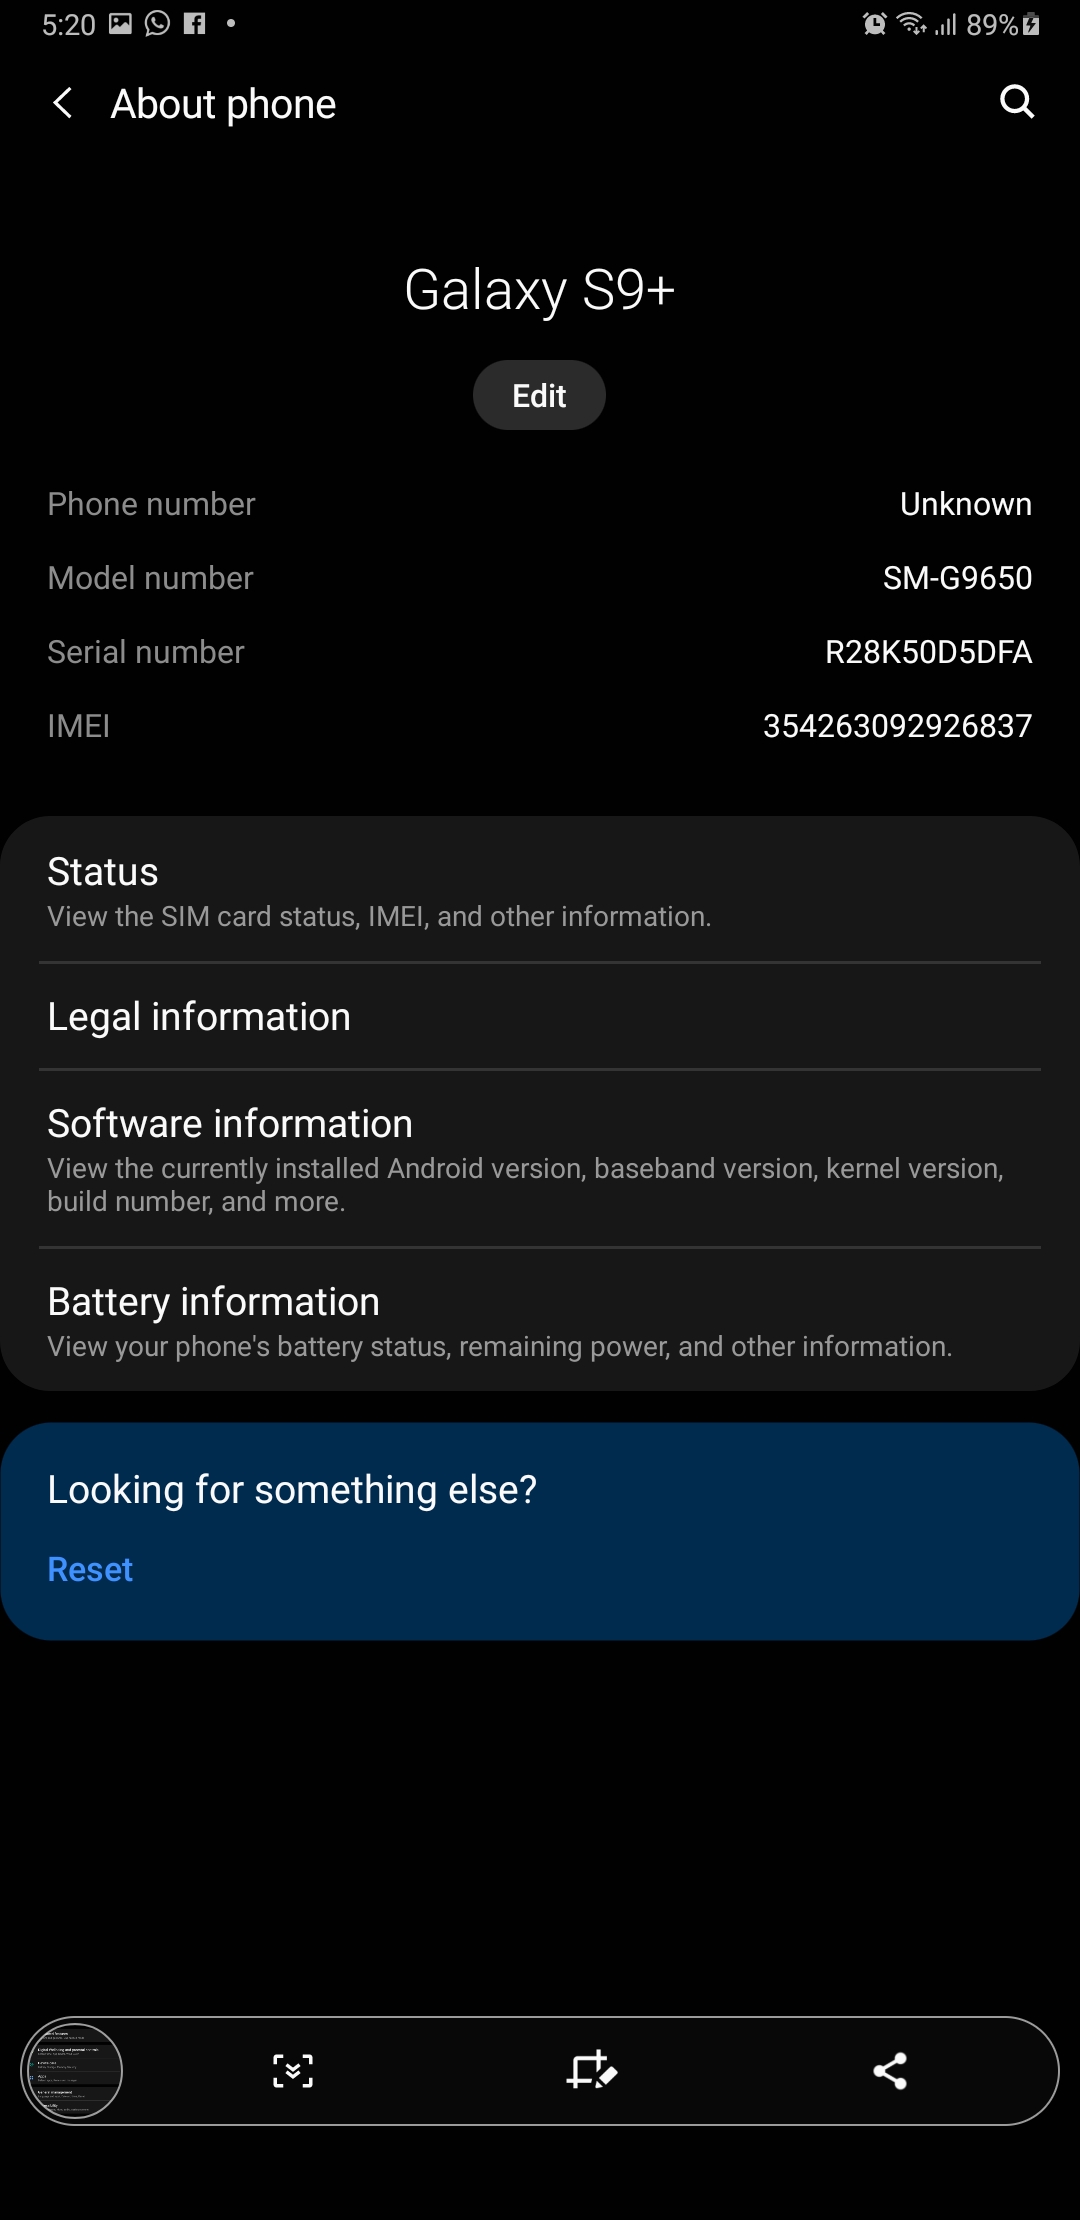 5:20 89%
About phone
Galaxy S9+
Edit
Phone number Unknown
Model number SM-G9650
Serial number R28K50D5DFA
IMEI 354263092926837
Status
View the SIM card status, IMEI, and other information.
Legal information
Software information
View the currently installed Android version, baseband version, kernel version,
build number, and more.
Battery information
View your phone's battery status, remaining power, and other information.
Looking for something else?
Reset